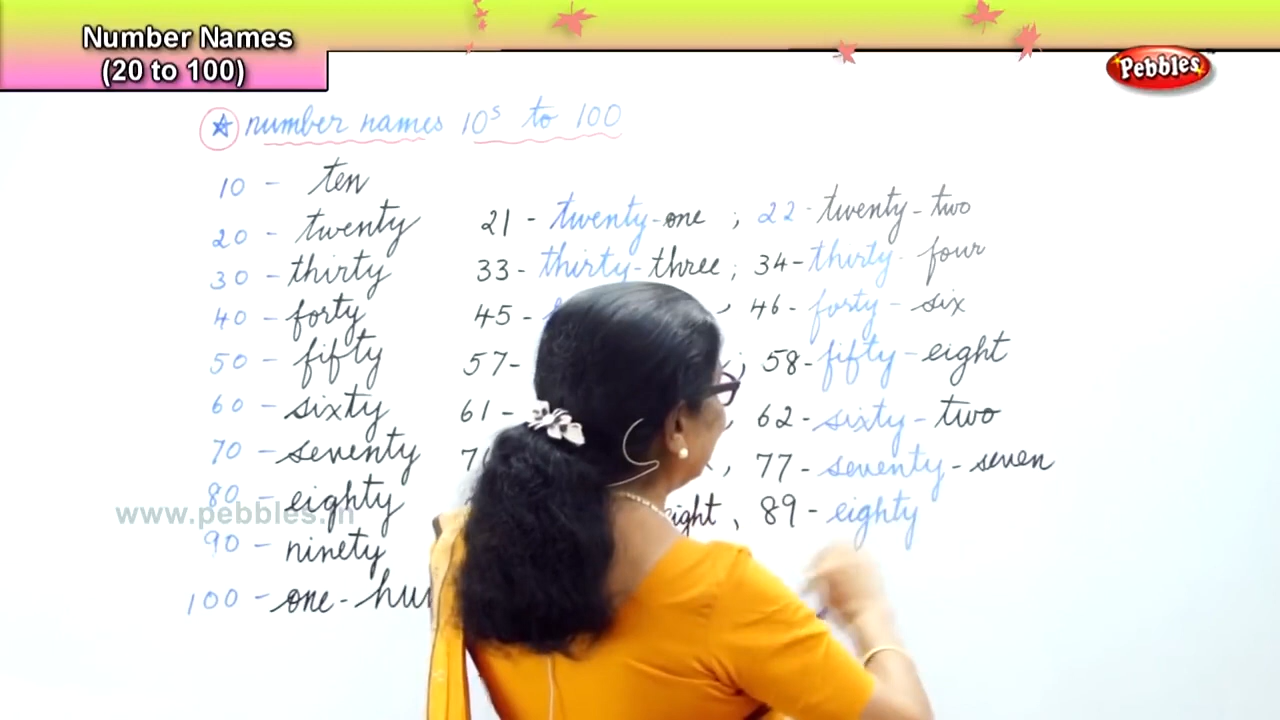 Number Names
(20 to 100)
Pebbles
number names 10s to 100
10 - ten
20 - twenty 21 - twenty-one ; 22 - twenty-two
30 - thirty 33 - thirty-three ; 34 - thirty-four
40 - forty 45 - 46 - forty-six
50 - fifty 57 - ; 58 - fifty-eight
60 - sixty 61 - , 62 - sixty-two
70 - seventy , 77 - seventy-seven
80 - eighty eight , 89 - eighty
www.pebbles.in
90 - ninety
100 - one-